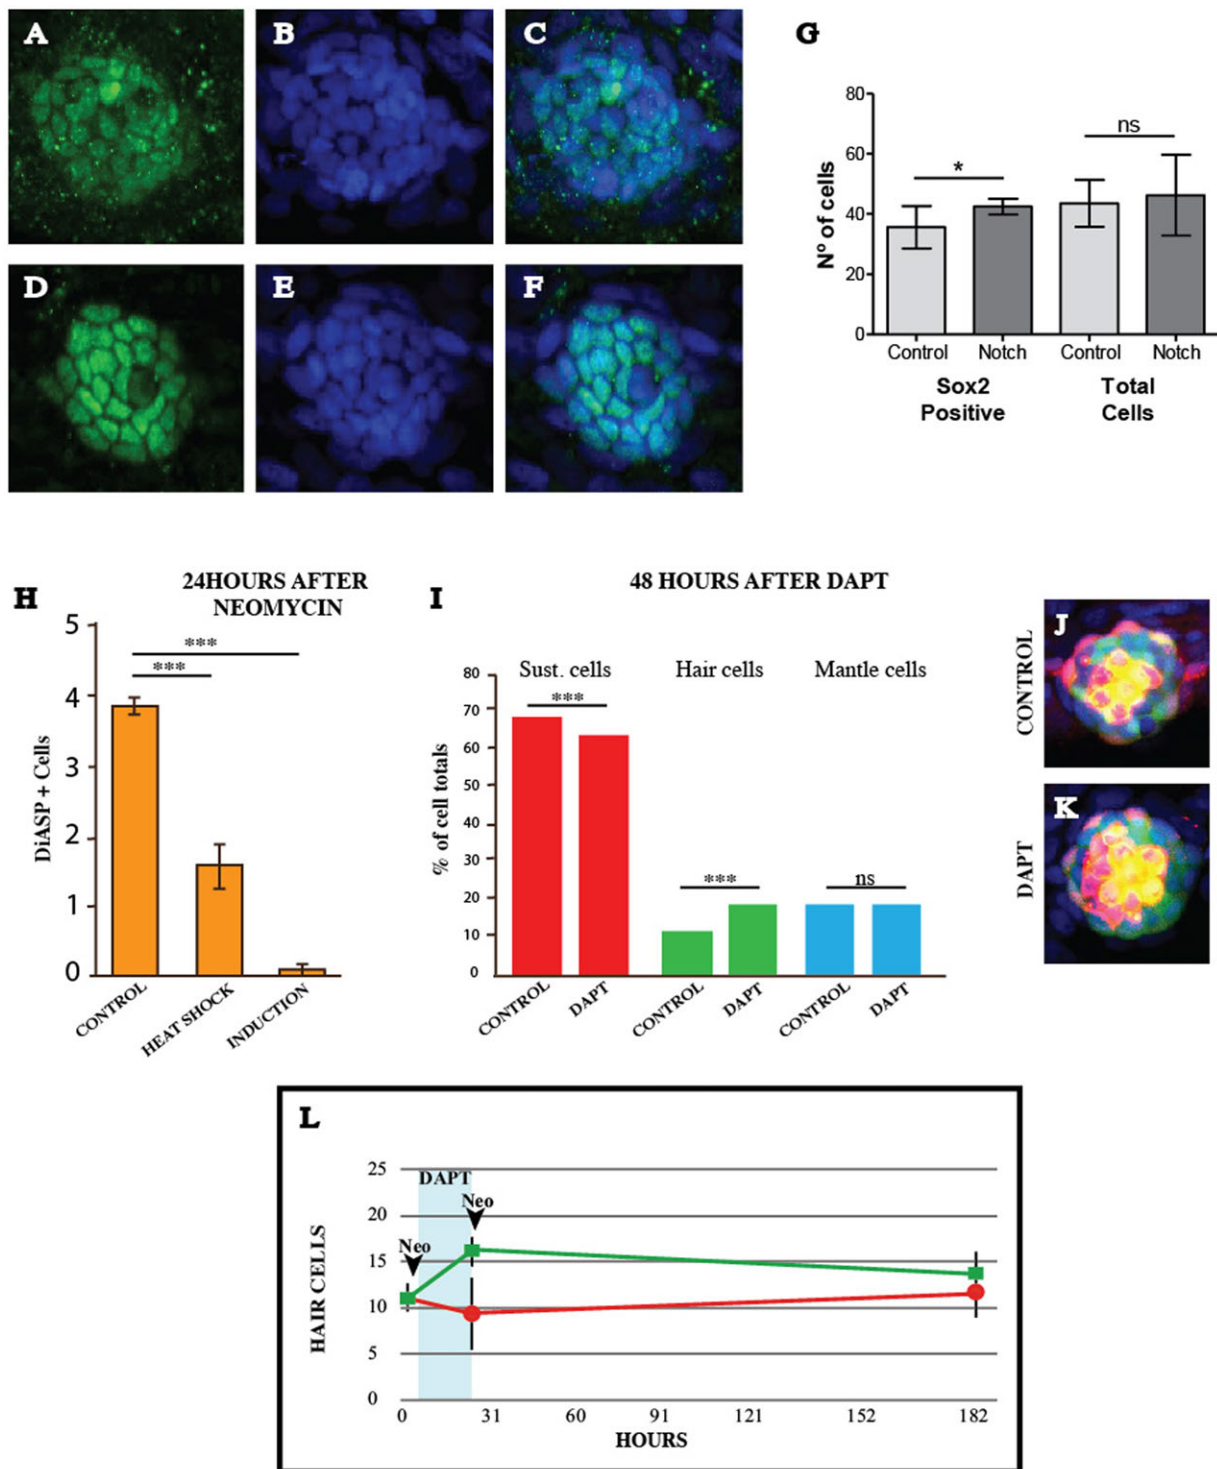 A
B
C
D
E
F
G
80
60
40
20
0
Nº of cells
*
ns
Control
Notch
Control
Notch
Sox2
Positive
Total
Cells
H
24HOURS AFTER
NEOMYCIN
5
4
3
2
1
0
DiASP + Cells
***
***
CONTROL
HEAT SHOCK
INDUCTION
I
48 HOURS AFTER DAPT
Sust. cells
Hair cells
Mantle cells
80
70
60
50
40
30
20
10
0
% of cell totals
***
***
ns
CONTROL
DAPT
CONTROL
DAPT
CONTROL
DAPT
CONTROL
J
DAPT
K
L
25
20
15
10
5
0
HAIR CELLS
DAPT
Neo
Neo
0 31 60 91 121 152 182
HOURS